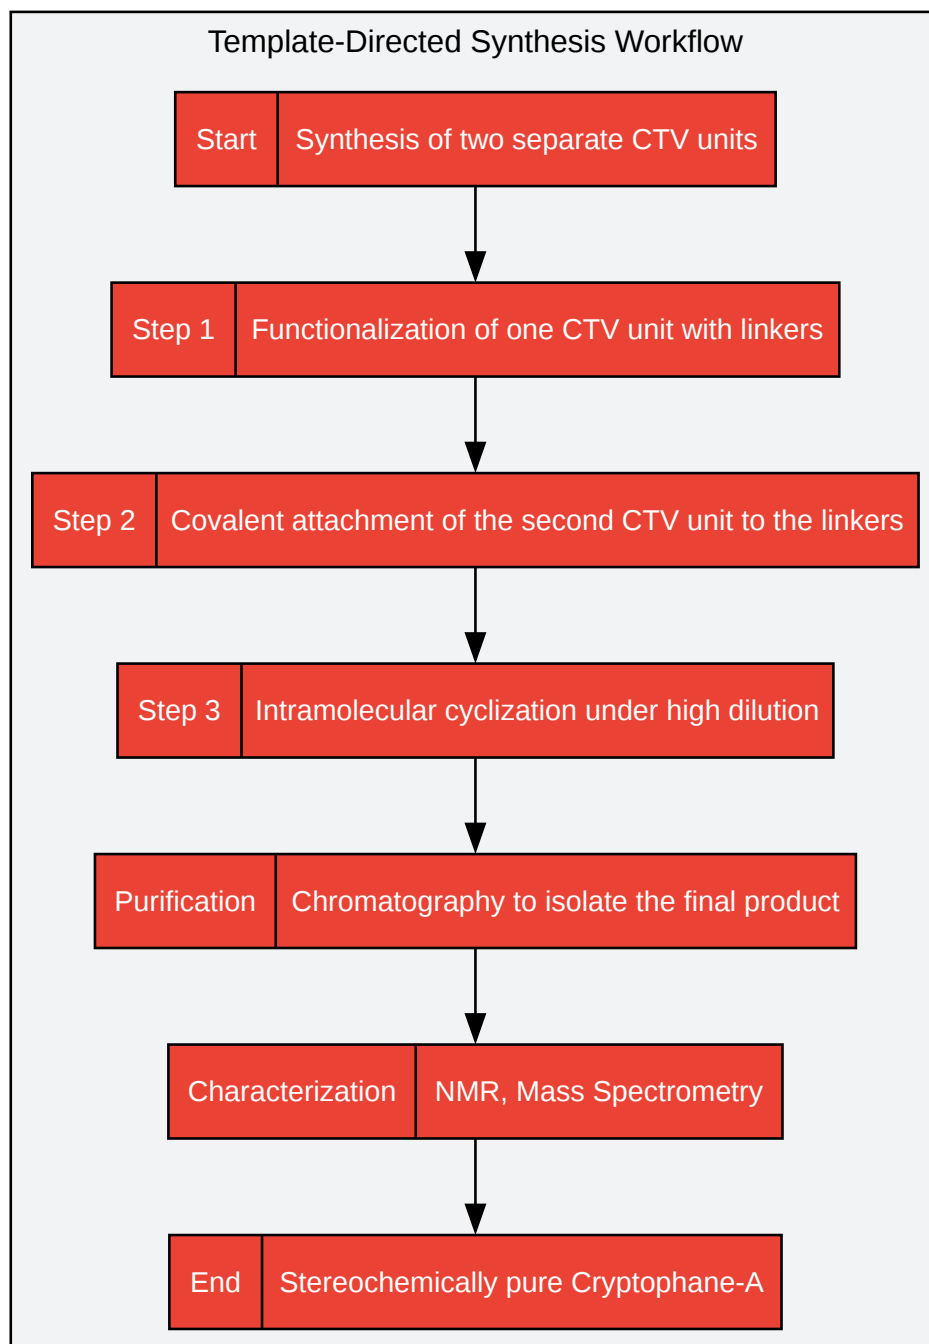 Template-Directed Synthesis Workflow
Start Synthesis of two separate CTV units
Step 1 Functionalization of one CTV unit with linkers
Step 2 Covalent attachment of the second CTV unit to the linkers
Step 3 Intramolecular cyclization under high dilution
Purification Chromatography to isolate the final product
Characterization NMR, Mass Spectrometry
End Stereochemically pure Cryptophane-A